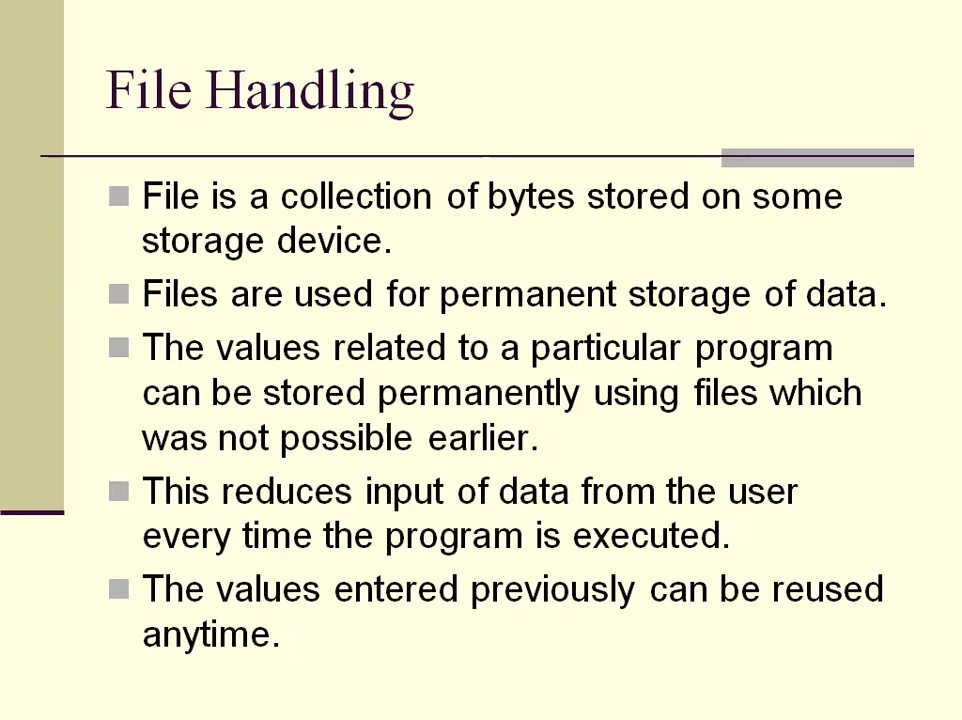 File Handling
File is a collection of bytes stored on some
storage device.
Files are used for permanent storage of data.
The values related to a particular program
can be stored permanently using files which
was not possible earlier.
This reduces input of data from the user
every time the program is executed.
The values entered previously can be reused
anytime.